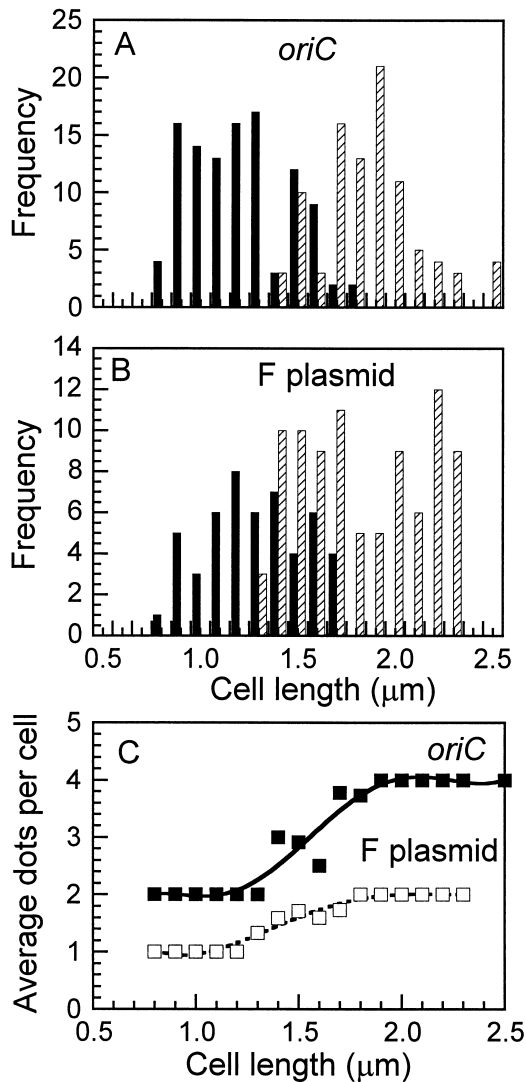 A
oriC
Frequency
25
20
15
10
5
0
B
F plasmid
Frequency
14
12
10
8
6
4
2
0
0.5 1.0 1.5 2.0 2.5
Cell length (μm)
C
oriC
F plasmid
Average dots per cell
5
4
3
2
1
0
0.5 1.0 1.5 2.0 2.5
Cell length (μm)